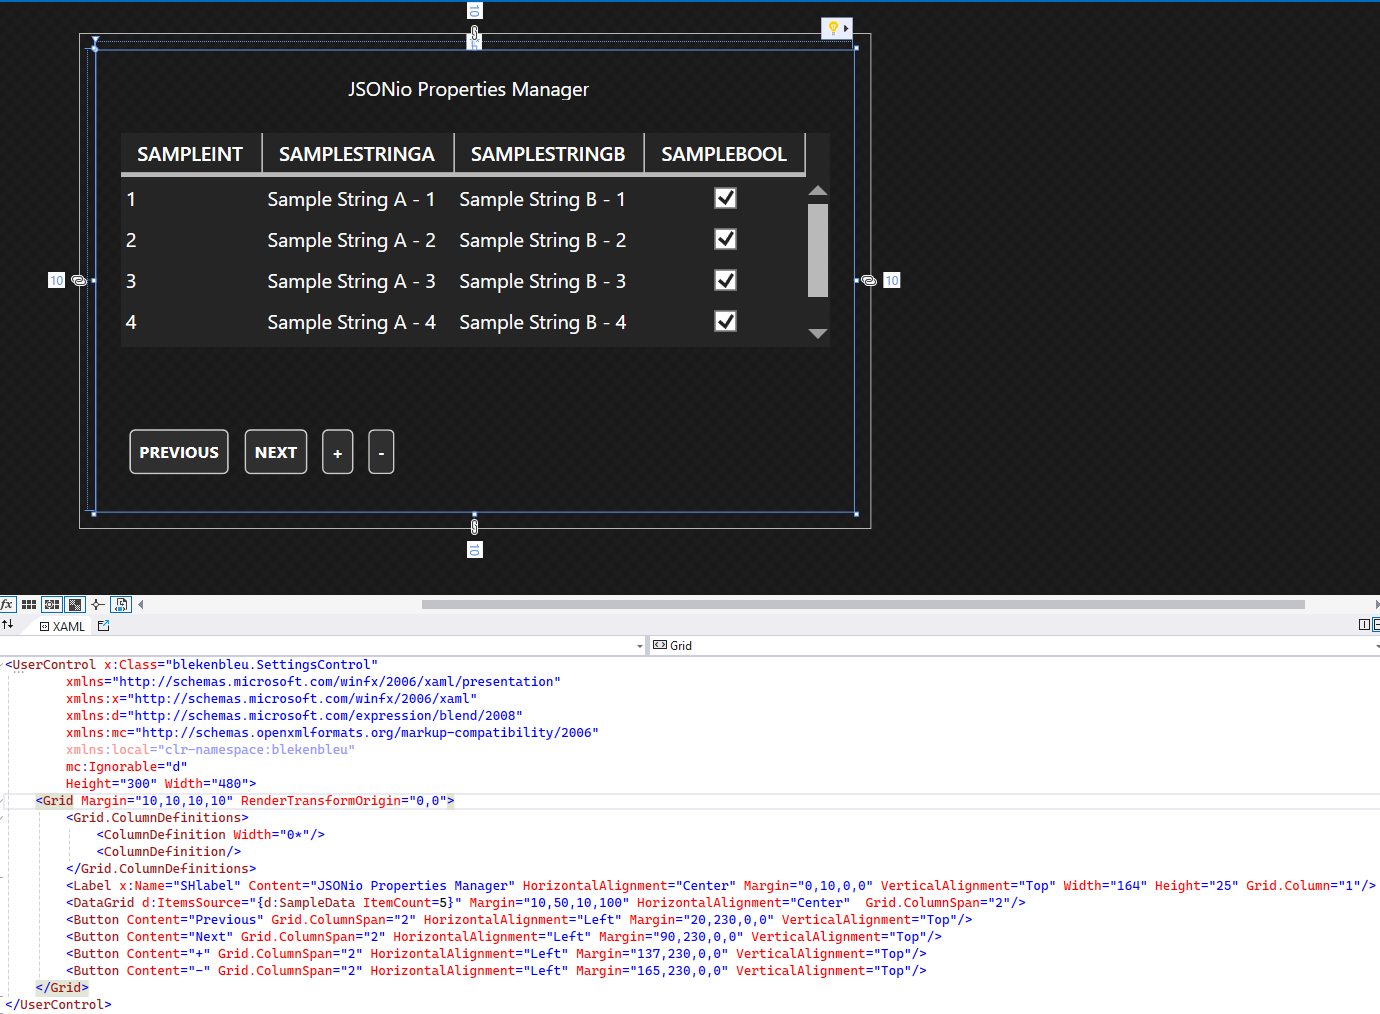 10
JSONio Properties Manager
SAMPLEINT SAMPLESTRINGA SAMPLESTRINGB SAMPLEBOOL
1 Sample String A - 1 Sample String B - 1
2 Sample String A - 2 Sample String B - 2
10 10
3 Sample String A - 3 Sample String B - 3
4 Sample String A - 4 Sample String B - 4
PREVIOUS NEXT + -
10
fx
XAML
Grid
<UserControl x:Class="blekenbleu.SettingsControl"
xmlns="http://schemas.microsoft.com/winfx/2006/xaml/presentation"
xmlns:x="http://schemas.microsoft.com/winfx/2006/xaml"
xmlns:d="http://schemas.microsoft.com/expression/blend/2008"
xmlns:mc="http://schemas.openxmlformats.org/markup-compatibility/2006"
xmlns:local="clr-namespace:blekenbleu"
mc:Ignorable="d"
Height="300" Width="480">
<Grid Margin="10,10,10,10" RenderTransformOrigin="0,0">
<Grid.ColumnDefinitions>
<ColumnDefinition Width="0*"/>
<ColumnDefinition/>
</Grid.ColumnDefinitions>
<Label x:Name="SHlabel" Content="JSONio Properties Manager" HorizontalAlignment="Center" Margin="0,10,0,0" VerticalAlignment="Top" Width="164" Height="25" Grid.Column="1"/>
<DataGrid d:ItemsSource="{d:SampleData ItemCount=5}" Margin="10,50,10,100" HorizontalAlignment="Center"  Grid.ColumnSpan="2"/>
<Button Content="Previous" Grid.ColumnSpan="2" HorizontalAlignment="Left" Margin="20,230,0,0" VerticalAlignment="Top"/>
<Button Content="Next" Grid.ColumnSpan="2" HorizontalAlignment="Left" Margin="90,230,0,0" VerticalAlignment="Top"/>
<Button Content="+" Grid.ColumnSpan="2" HorizontalAlignment="Left" Margin="137,230,0,0" VerticalAlignment="Top"/>
<Button Content="-" Grid.ColumnSpan="2" HorizontalAlignment="Left" Margin="165,230,0,0" VerticalAlignment="Top"/>
</Grid>
</UserControl>